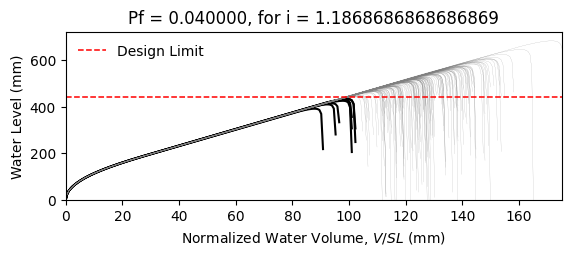 Pf = 0.040000, for i = 1.1868686868686869
Water Level (mm)
600
400
200
0
Design Limit
0 20 40 60 80 100 120 140 160
Normalized Water Volume, V/SL (mm)